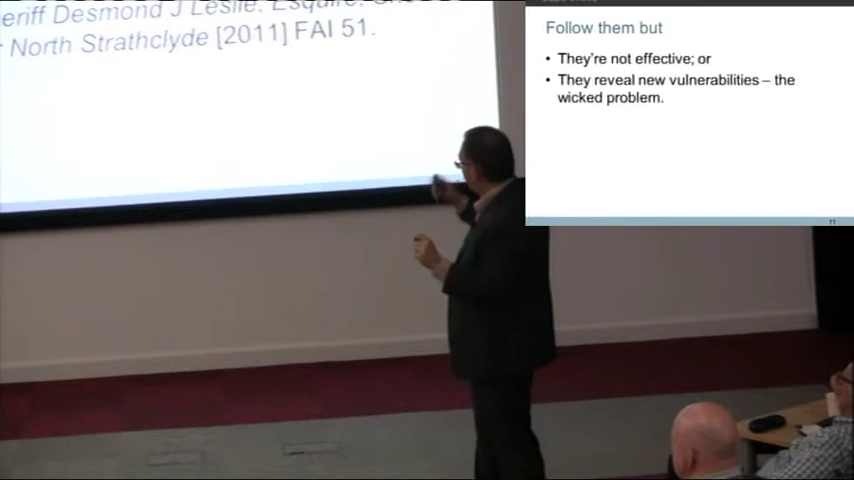 eriff Desmond J Leslie. Esquire.
North Strathclyde [2011] FAI 51.
Follow them but
• They're not effective; or
• They reveal new vulnerabilities – the
wicked problem.
11